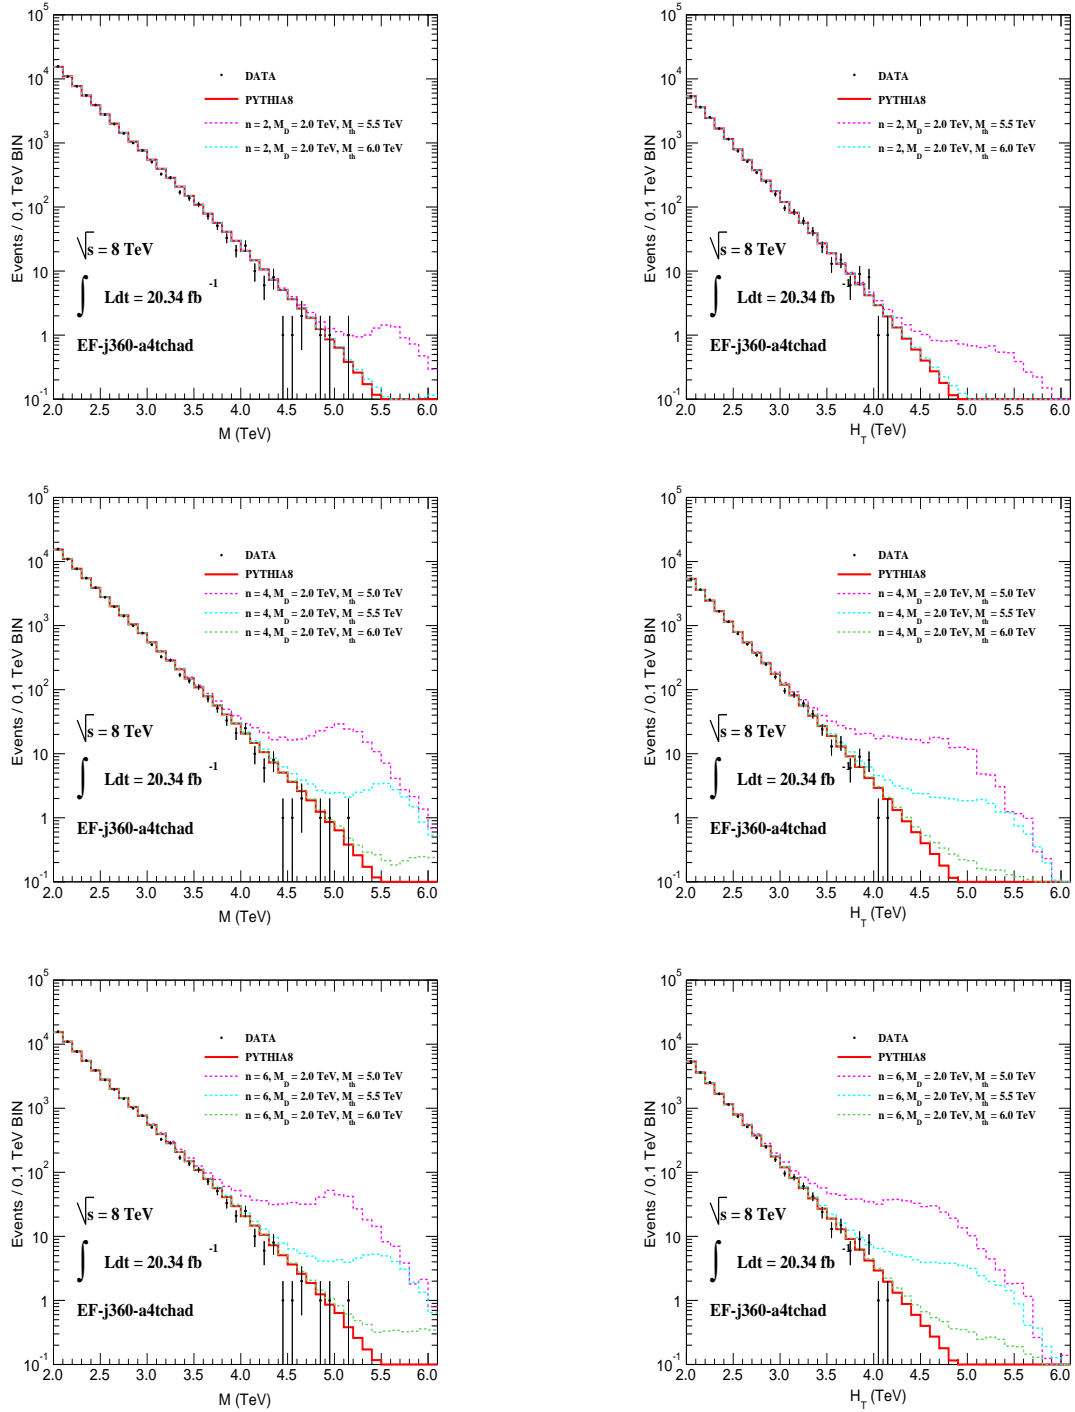 10^5
10^4
10^3
10^2
10
1
10^-1
Events / 0.1 TeV BIN
DATA
PYTHIA8
n = 2, M_D = 2.0 TeV, M_th = 5.5 TeV
n = 2, M_D = 2.0 TeV, M_th = 6.0 TeV
√s = 8 TeV
∫ Ldt = 20.34 fb^-1
EF-j360-a4tchad
2.0 2.5 3.0 3.5 4.0 4.5 5.0 5.5 6.0
M (TeV)
10^5
10^4
10^3
10^2
10
1
10^-1
Events / 0.1 TeV BIN
DATA
PYTHIA8
n = 2, M_D = 2.0 TeV, M_th = 5.5 TeV
n = 2, M_D = 2.0 TeV, M_th = 6.0 TeV
√s = 8 TeV
∫ Ldt = 20.34 fb^-1
EF-j360-a4tchad
2.0 2.5 3.0 3.5 4.0 4.5 5.0 5.5 6.0
H_T (TeV)
10^5
10^4
10^3
10^2
10
1
10^-1
Events / 0.1 TeV BIN
DATA
PYTHIA8
n = 4, M_D = 2.0 TeV, M_th = 5.0 TeV
n = 4, M_D = 2.0 TeV, M_th = 5.5 TeV
n = 4, M_D = 2.0 TeV, M_th = 6.0 TeV
√s = 8 TeV
∫ Ldt = 20.34 fb^-1
EF-j360-a4tchad
2.0 2.5 3.0 3.5 4.0 4.5 5.0 5.5 6.0
M (TeV)
10^5
10^4
10^3
10^2
10
1
10^-1
Events / 0.1 TeV BIN
DATA
PYTHIA8
n = 4, M_D = 2.0 TeV, M_th = 5.0 TeV
n = 4, M_D = 2.0 TeV, M_th = 5.5 TeV
n = 4, M_D = 2.0 TeV, M_th = 6.0 TeV
√s = 8 TeV
∫ Ldt = 20.34 fb^-1
EF-j360-a4tchad
2.0 2.5 3.0 3.5 4.0 4.5 5.0 5.5 6.0
H_T (TeV)
10^5
10^4
10^3
10^2
10
1
10^-1
Events / 0.1 TeV BIN
DATA
PYTHIA8
n = 6, M_D = 2.0 TeV, M_th = 5.0 TeV
n = 6, M_D = 2.0 TeV, M_th = 5.5 TeV
n = 6, M_D = 2.0 TeV, M_th = 6.0 TeV
√s = 8 TeV
∫ Ldt = 20.34 fb^-1
EF-j360-a4tchad
2.0 2.5 3.0 3.5 4.0 4.5 5.0 5.5 6.0
M (TeV)
10^5
10^4
10^3
10^2
10
1
10^-1
Events / 0.1 TeV BIN
DATA
PYTHIA8
n = 6, M_D = 2.0 TeV, M_th = 5.0 TeV
n = 6, M_D = 2.0 TeV, M_th = 5.5 TeV
n = 6, M_D = 2.0 TeV, M_th = 6.0 TeV
√s = 8 TeV
∫ Ldt = 20.34 fb^-1
EF-j360-a4tchad
2.0 2.5 3.0 3.5 4.0 4.5 5.0 5.5 6.0
H_T (TeV)